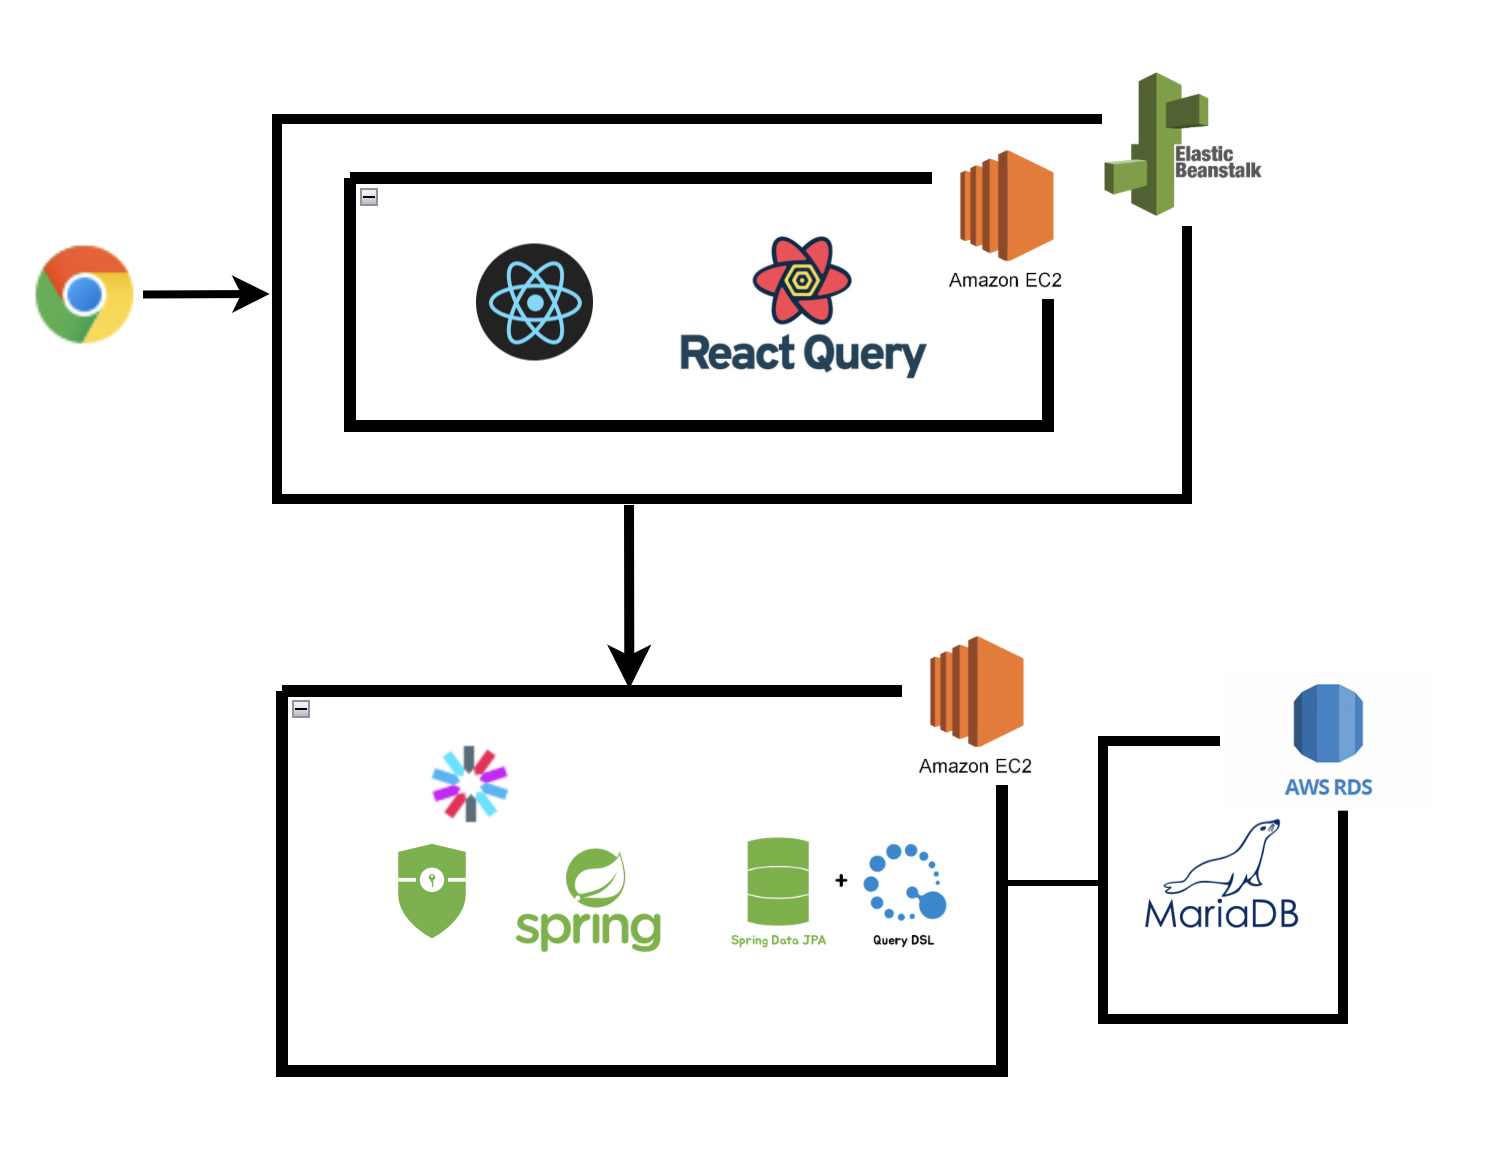 Elastic
Beanstalk
Amazon EC2
React Query
Amazon EC2
AWS RDS
MariaDB
spring
Spring Data JPA
+
Query DSL